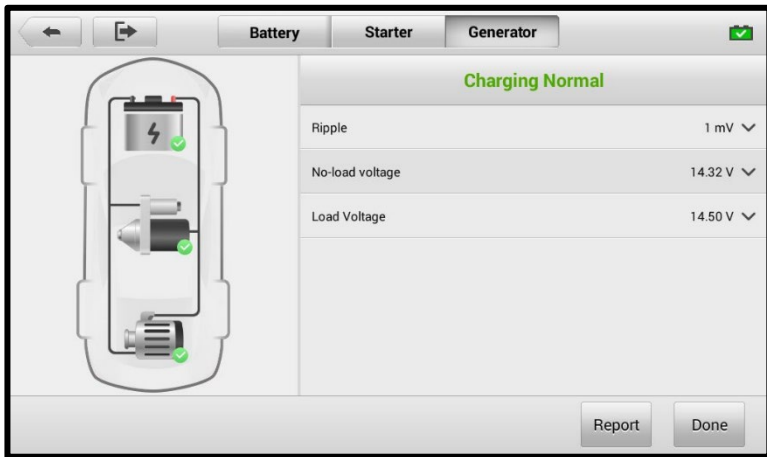 Battery Starter Generator
Charging Normal
Ripple 1 mV
No-load voltage 14.32 V
Load Voltage 14.50 V
Report Done